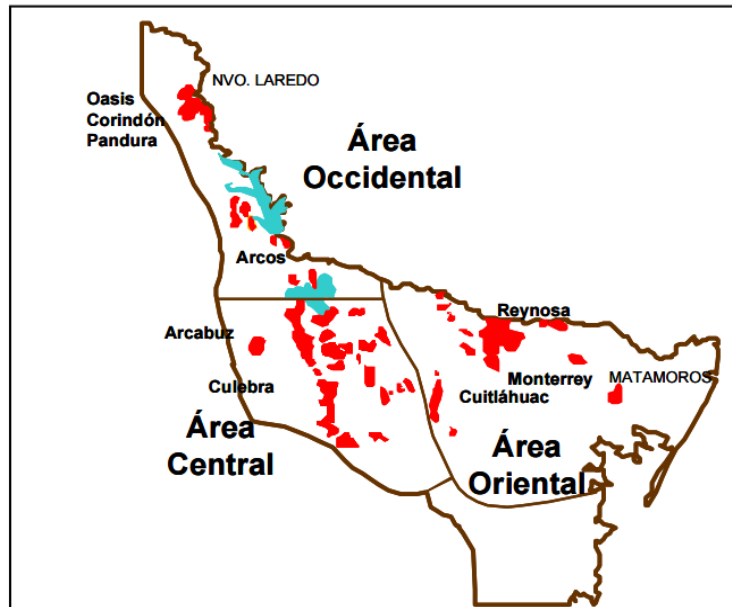 NVO. LAREDO
Oasis
Corindón
Pandura
Área
Occidental
Arcos
Reynosa
Arcabuz
Monterrey
MATAMOROS
Culebra
Cuitláhuac
Área
Central
Área
Oriental